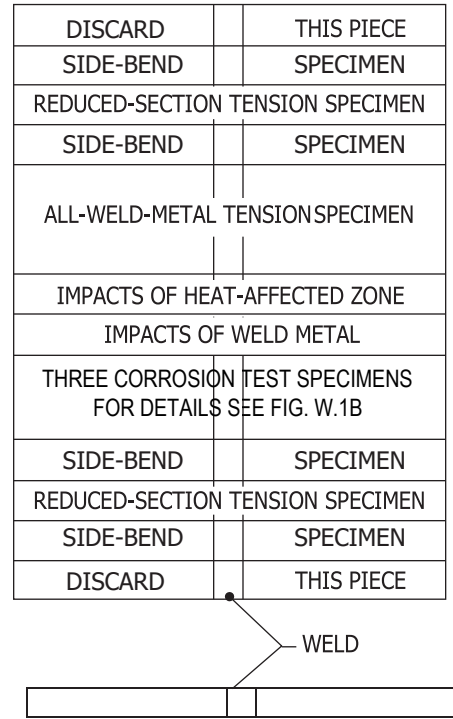 DISCARD THIS PIECE
SIDE-BEND SPECIMEN
REDUCED-SECTION TENSION SPECIMEN
SIDE-BEND SPECIMEN
ALL-WELD-METAL TENSION SPECIMEN
IMPACTS OF HEAT-AFFECTED ZONE
IMPACTS OF WELD METAL
THREE CORROSION TEST SPECIMENS
FOR DETAILS SEE FIG. W.1B
SIDE-BEND SPECIMEN
REDUCED-SECTION TENSION SPECIMEN
SIDE-BEND SPECIMEN
DISCARD THIS PIECE
WELD